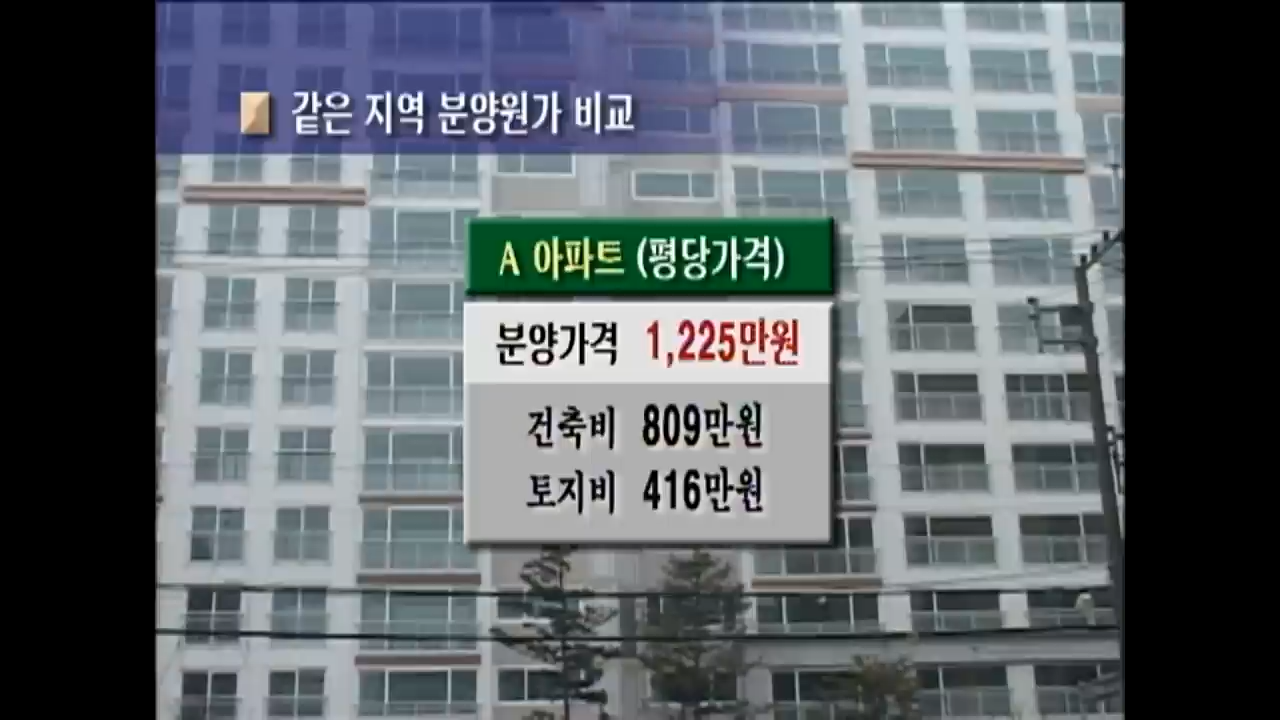 같은 지역 분양원가 비교
A 아파트 (평당가격)
분양가격 1,225만원
건축비 809만원
토지비 416만원